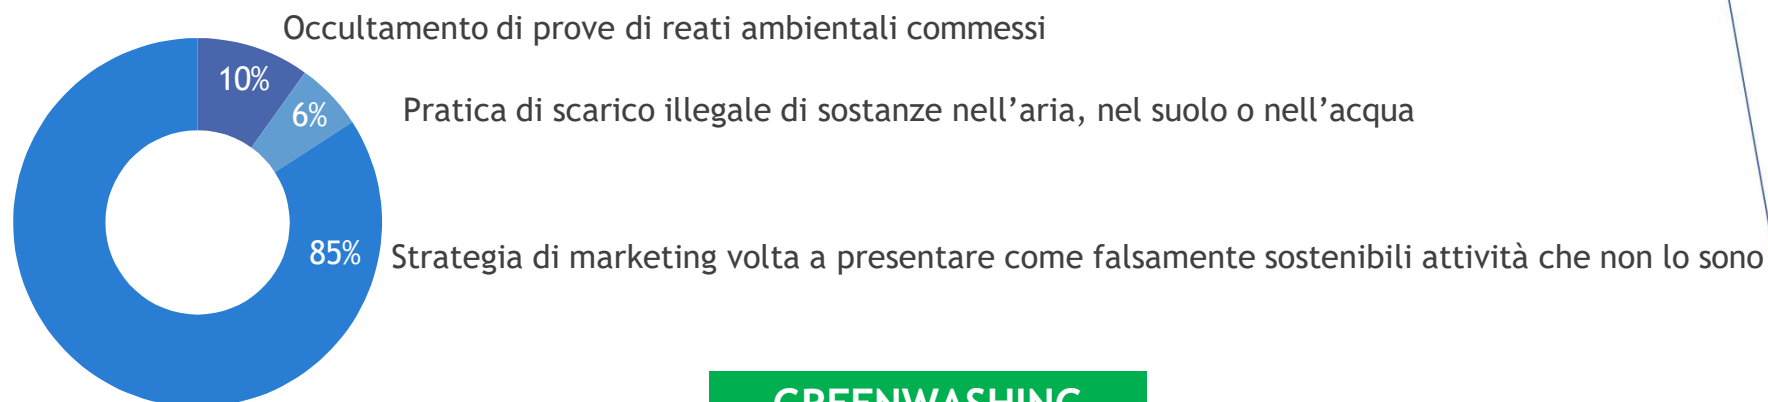 Occultamento di prove di reati ambientali commessi
10%
6%
Pratica di scarico illegale di sostanze nell’aria, nel suolo o nell’acqua
85%
Strategia di marketing volta a presentare come falsamente sostenibili attività che non lo sono
GREENWASHING